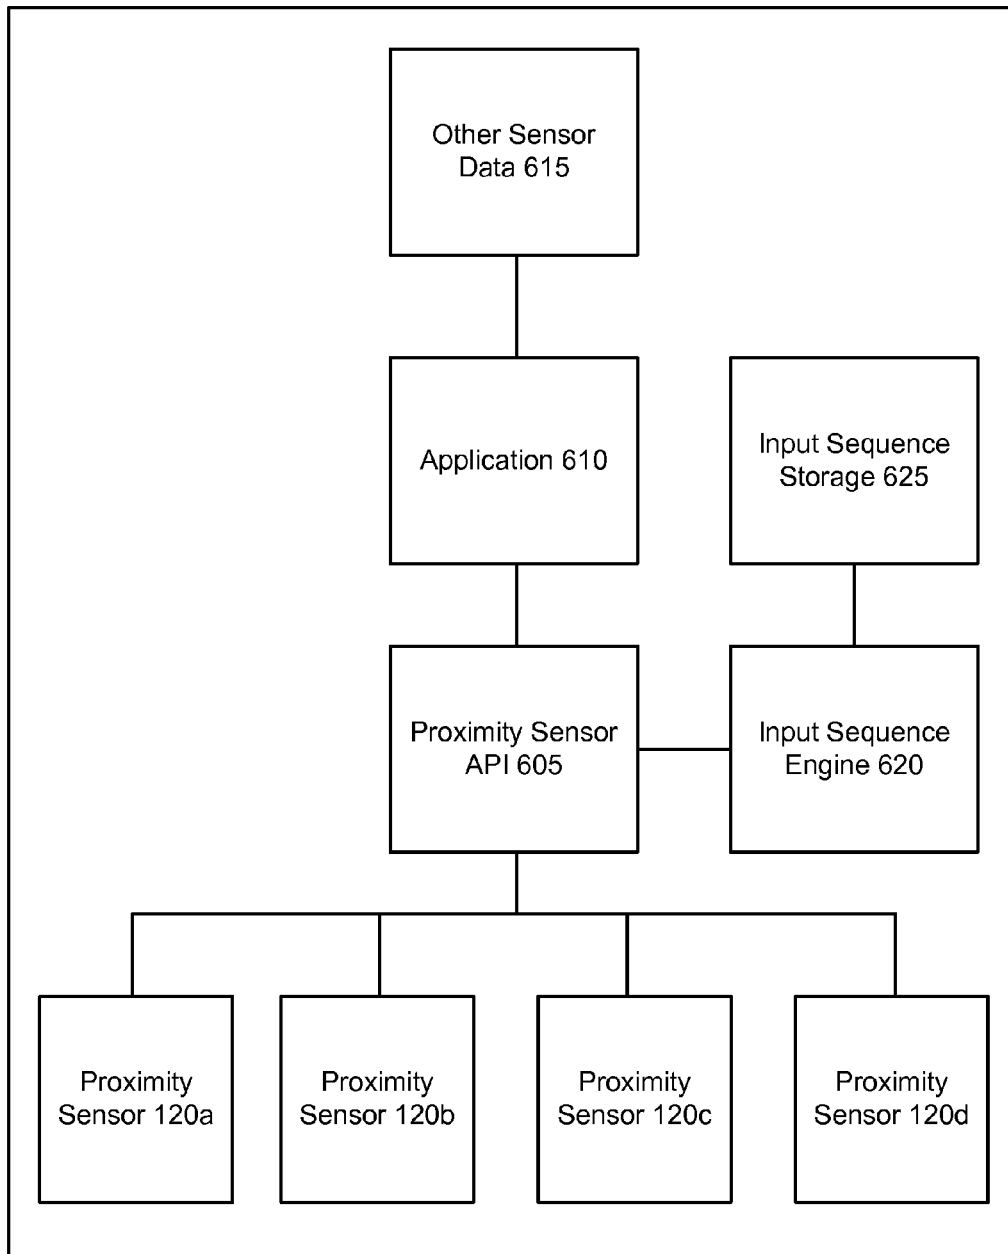 Other Sensor
Data 615
Application 610
Input Sequence
Storage 625
Proximity Sensor
API 605
Input Sequence
Engine 620
Proximity
Sensor 120a
Proximity
Sensor 120b
Proximity
Sensor 120c
Proximity
Sensor 120d